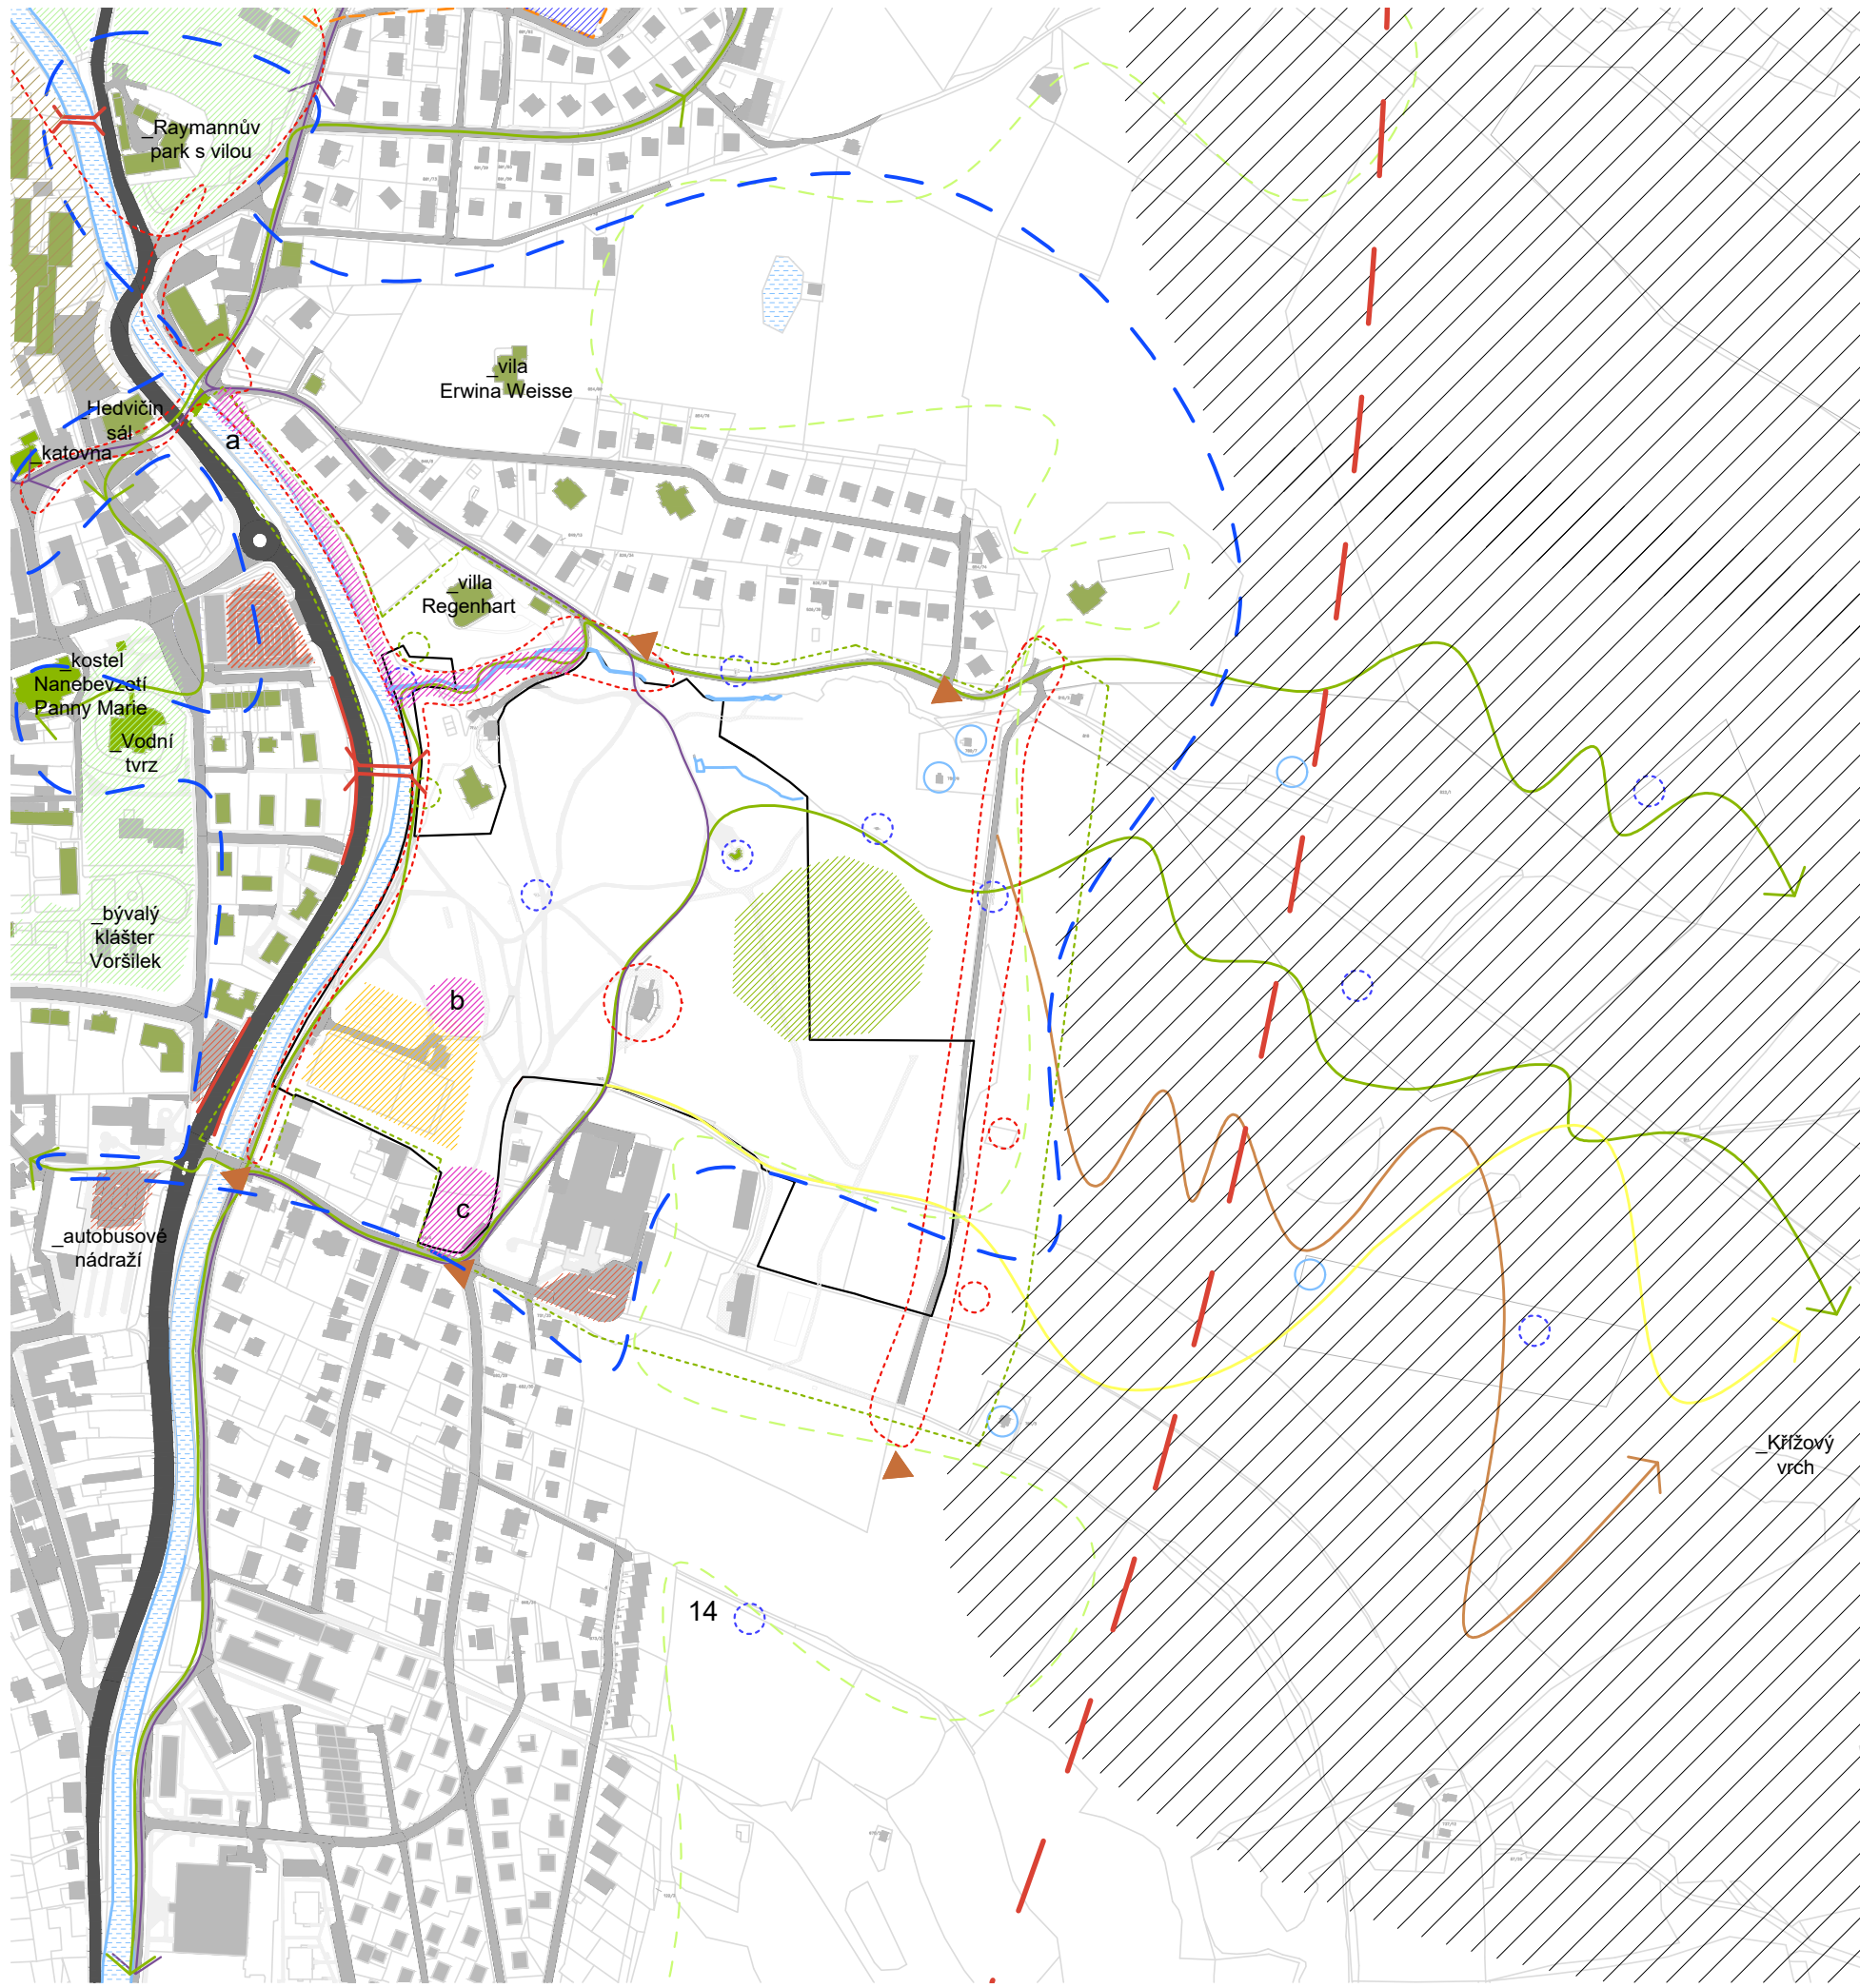 _Raymannův
park s vilou
_vila
Erwina Weisse
_Hedvičin
sál
a
_katovna
_villa
Regenhart
_kostel
Nanebevzetí
Panny Marie
_Vodní
tvrz
_bývalý
klášter
Voršilek
b
c
_autobusové
nádraží
_Křížový
vrch
14